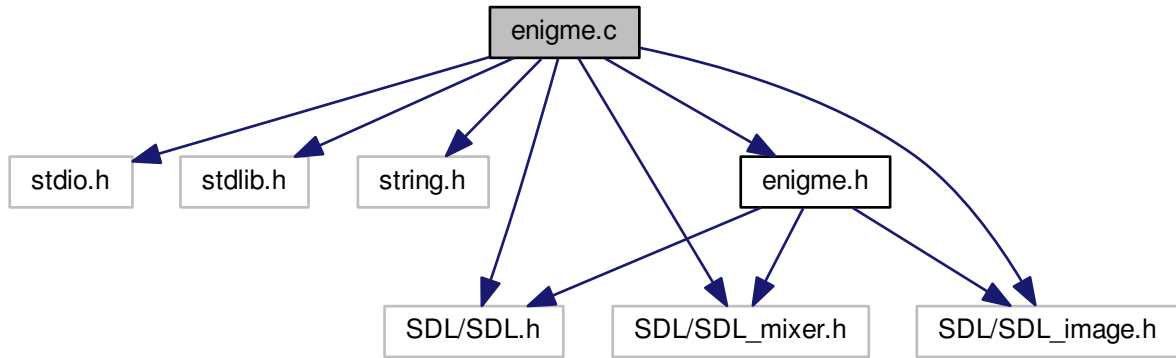 enigme.c
stdio.h
stdlib.h
string.h
enigme.h
SDL/SDL.h
SDL/SDL_mixer.h
SDL/SDL_image.h